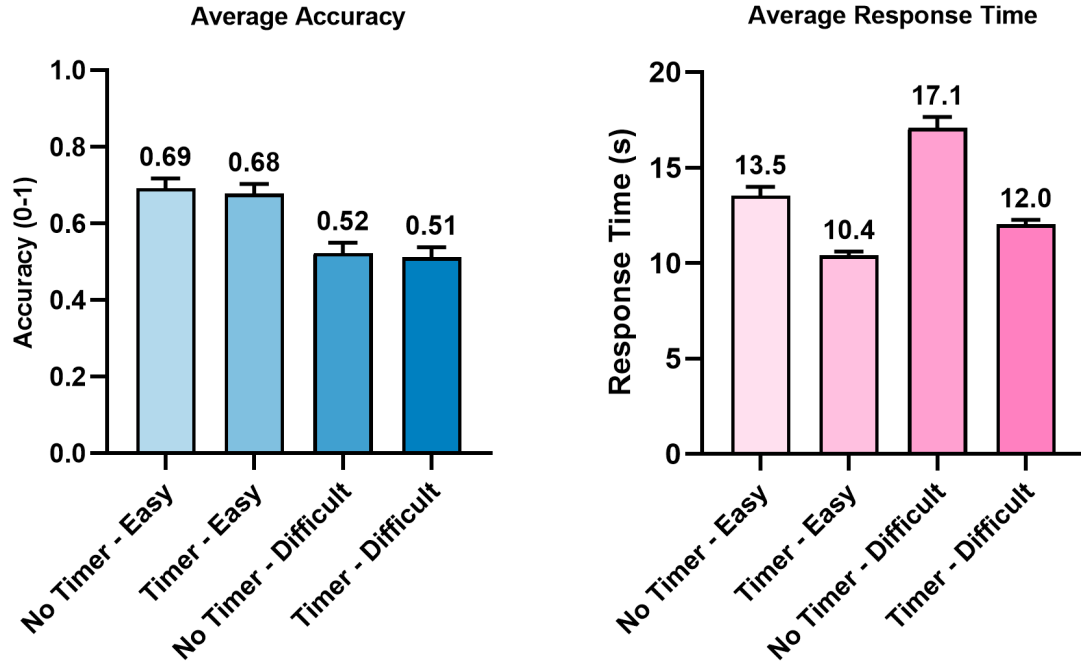 Average Accuracy
Accuracy (0-1)
1.0
0.8
0.6
0.4
0.2
0.0
0.69
0.68
0.52
0.51
No Timer - Easy
Timer - Easy
No Timer - Difficult
Timer - Difficult
Average Response Time
Response Time (s)
20
15
10
5
0
13.5
10.4
17.1
12.0
No Timer - Easy
Timer - Easy
No Timer - Difficult
Timer - Difficult